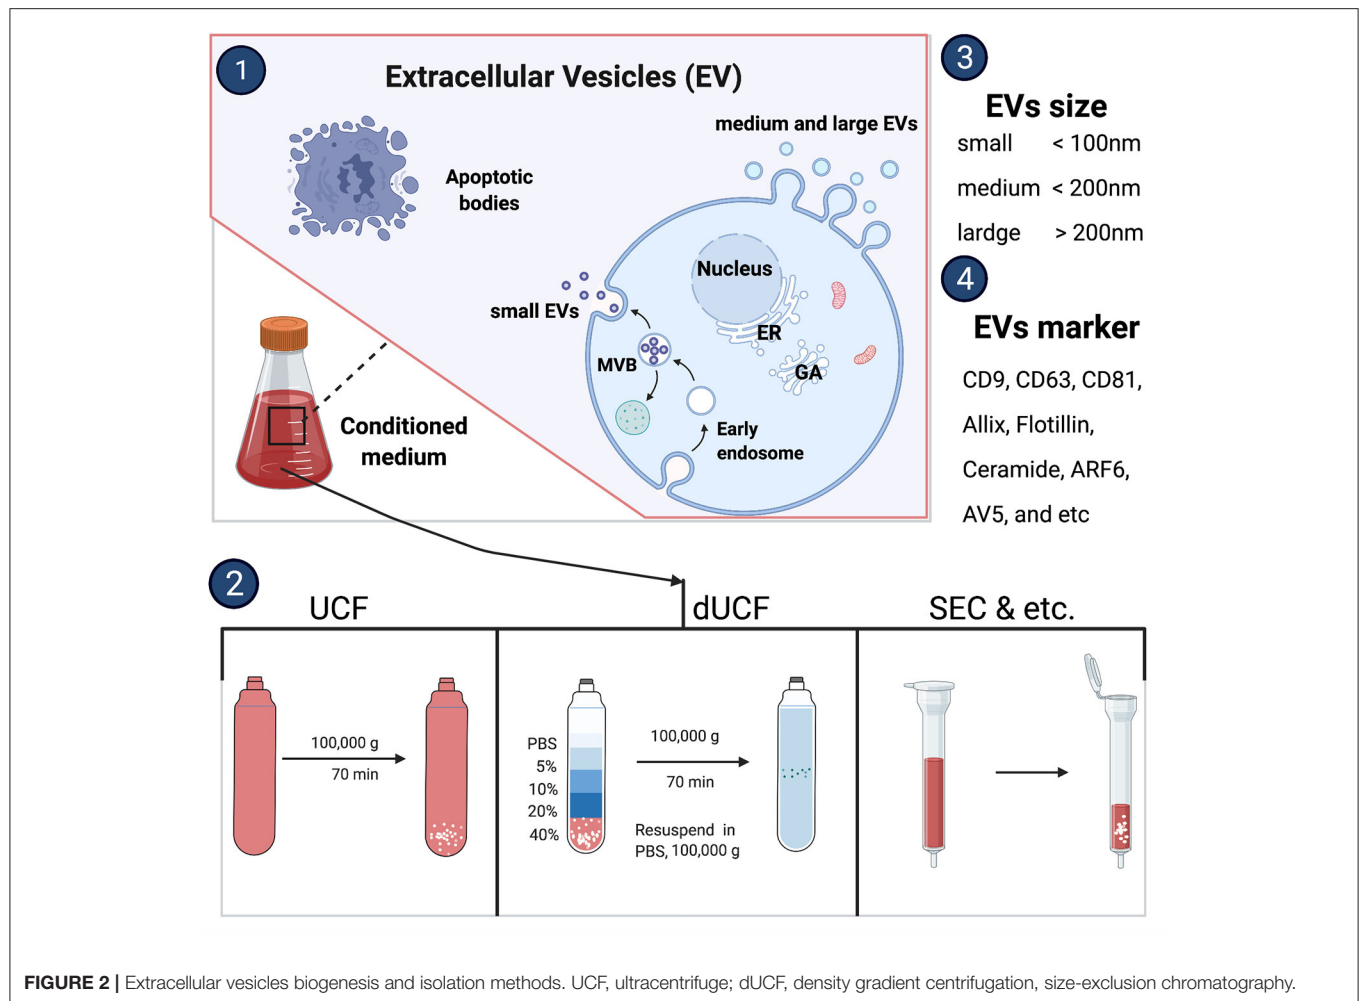 1
Extracellular Vesicles (EV)
Apoptotic
bodies
medium and large EVs
Nucleus
small EVs
ER
MVB
GA
Early
endosome
Conditioned
medium
3
EVs size
small < 100nm
medium < 200nm
lardge > 200nm
4
EVs marker
CD9, CD63, CD81,
Allix, Flotillin,
Ceramide, ARF6,
AV5, and etc
2
UCF
dUCF
SEC & etc.
100,000 g
70 min
PBS
5%
10%
20%
40%
100,000 g
70 min
Resuspend in
PBS, 100,000 g
FIGURE 2 | Extracellular vesicles biogenesis and isolation methods. UCF, ultracentrifuge; dUCF, density gradient centrifugation, size-exclusion chromatography.